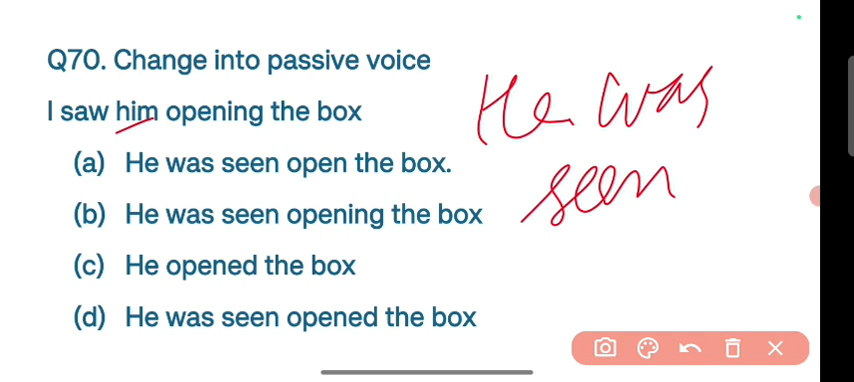 Q70. Change into passive voice
I saw him opening the box
(a) He was seen open the box.
(b) He was seen opening the box
(c) He opened the box
(d) He was seen opened the box
He was
seen